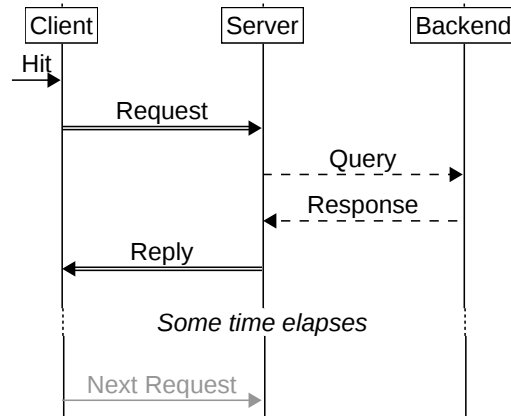 Client Server Backend
Hit
Request
Query
Response
Reply
Some time elapses
Next Request